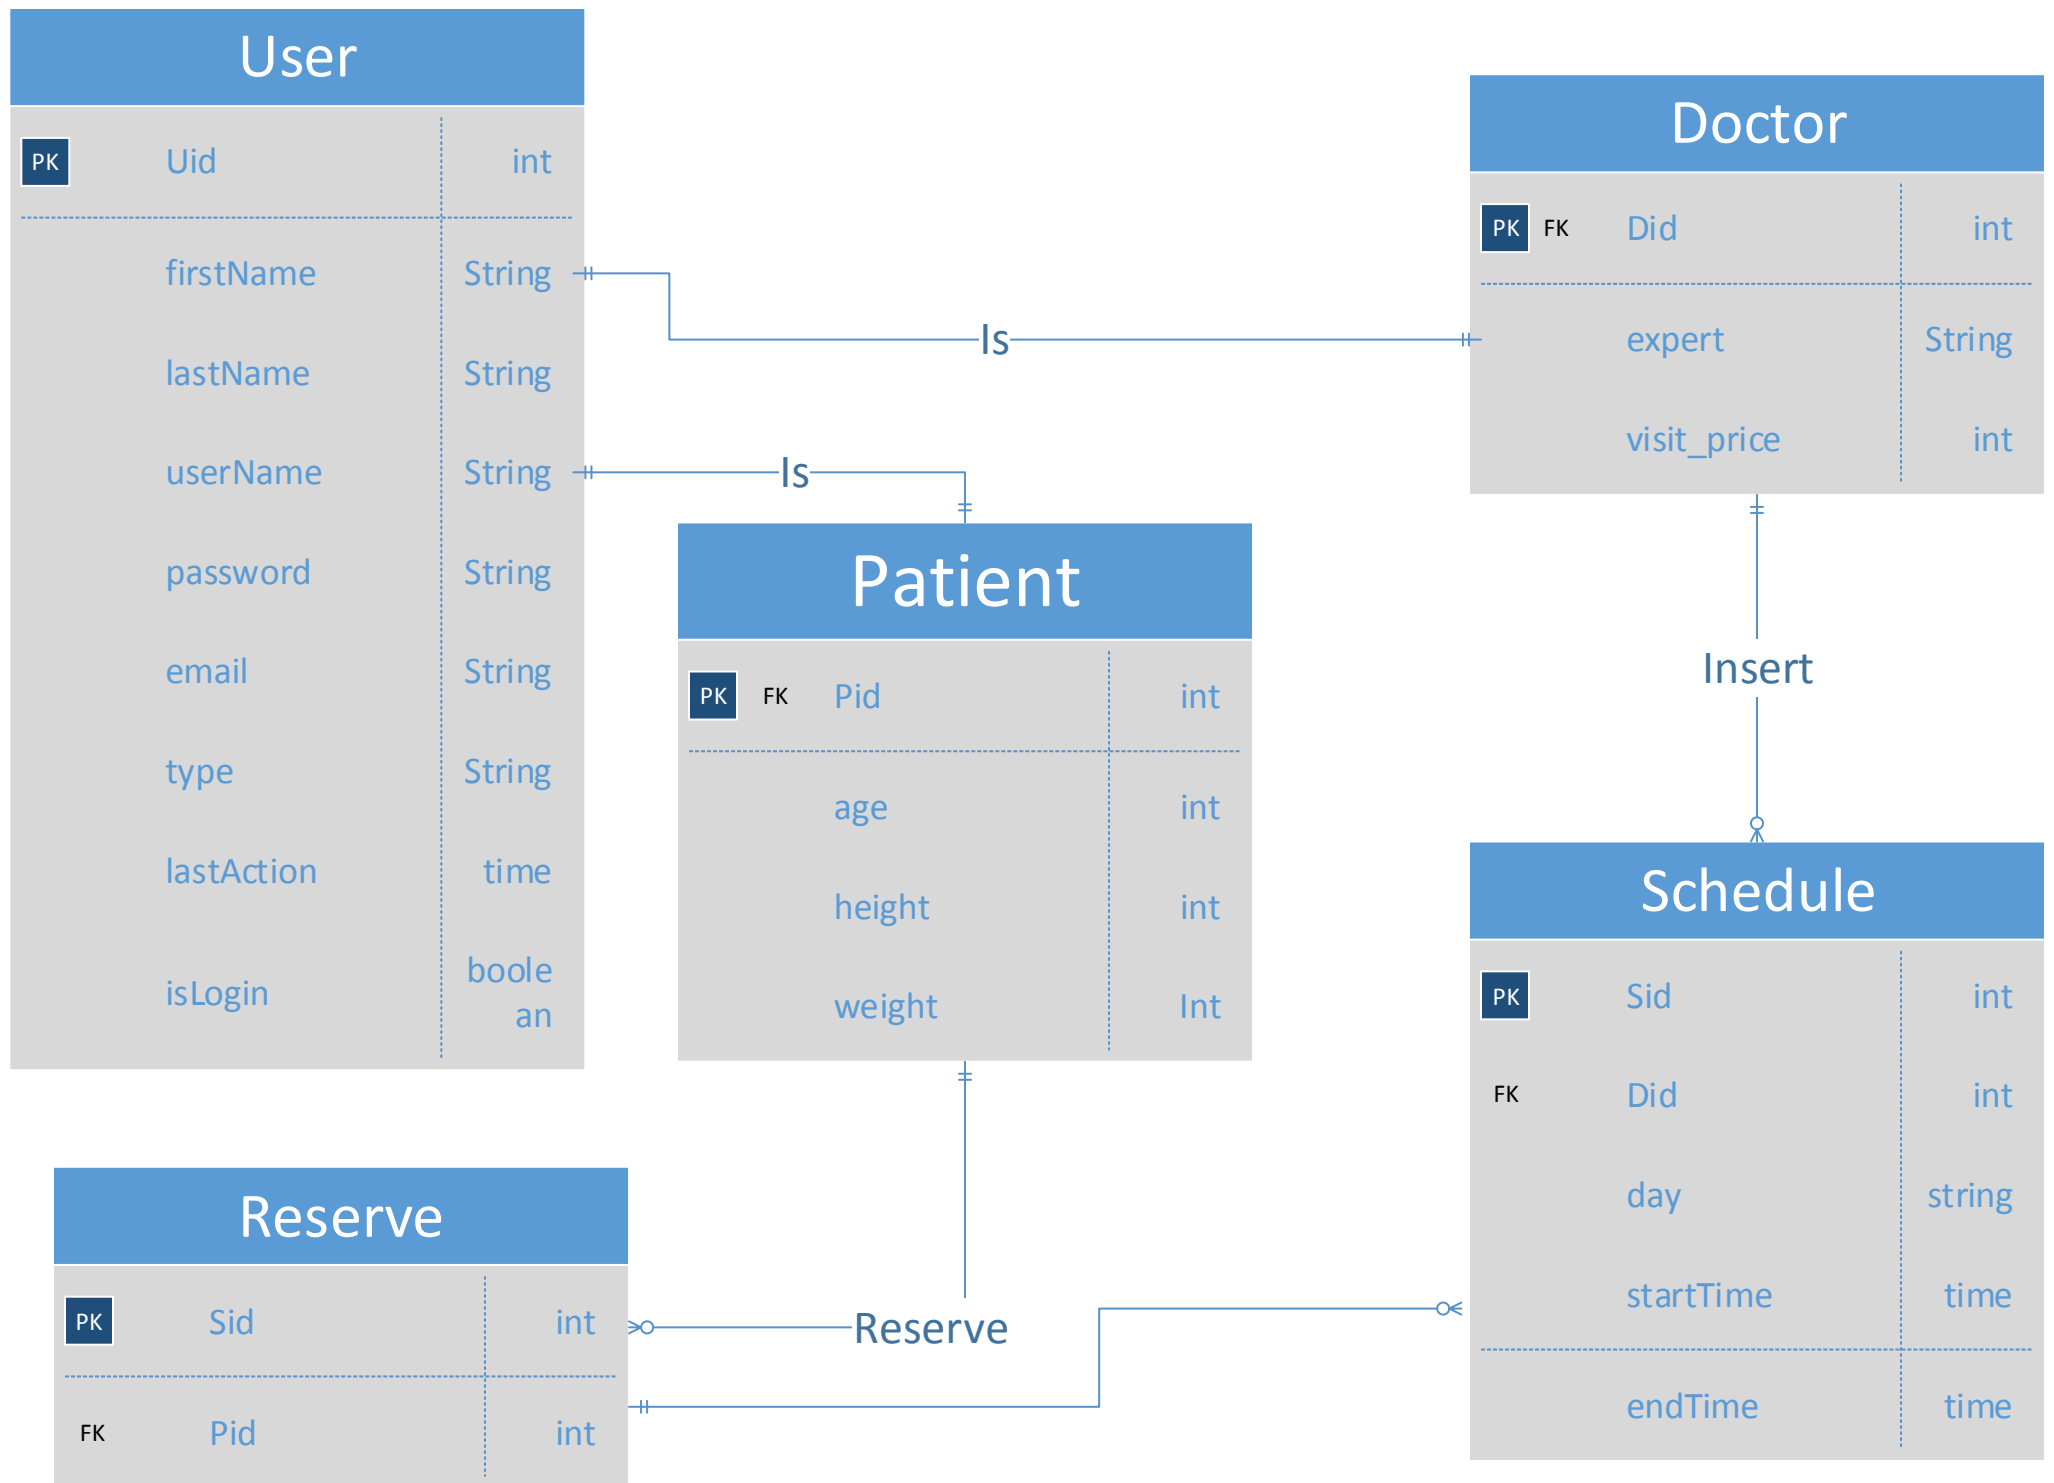 User
PK Uid int
firstName String
lastName String
userName String
password String
email String
type String
lastAction time
isLogin boole
an
Is
Is
Doctor
PK FK Did int
expert String
visit_price int
Patient
PK FK Pid int
age int
height int
weight Int
Insert
Schedule
PK Sid int
FK Did int
day string
startTime time
endTime time
Reserve
PK Sid int
FK Pid int
Reserve